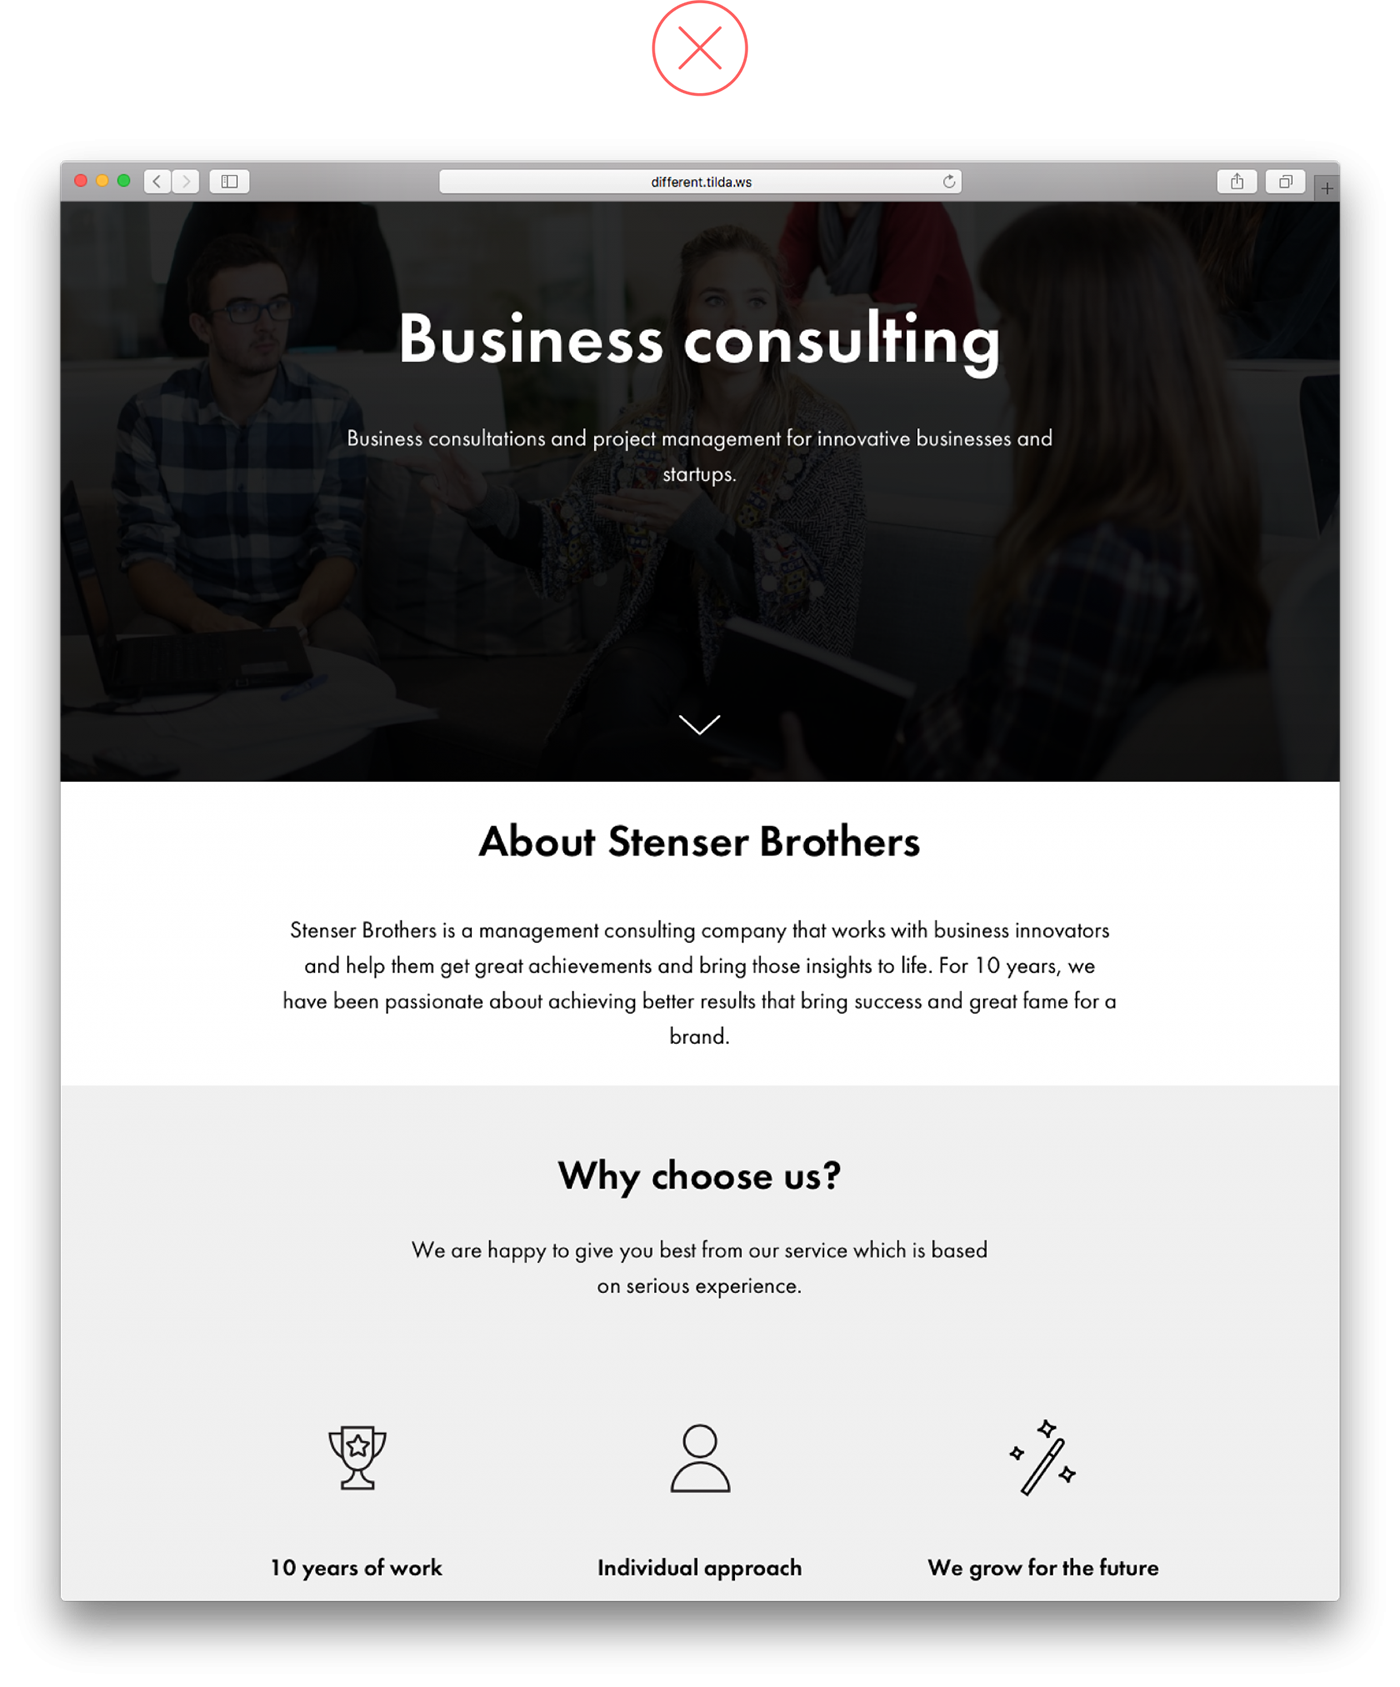 different.tilda.ws
Business consulting
Business consultations and project management for innovative businesses and
startups.
About Stenser Brothers
Stenser Brothers is a management consulting company that works with business innovators
and help them get great achievements and bring those insights to life. For 10 years, we
have been passionate about achieving better results that bring success and great fame for a
brand.
Why choose us?
We are happy to give you best from our service which is based
on serious experience.
10 years of work
Individual approach
We grow for the future